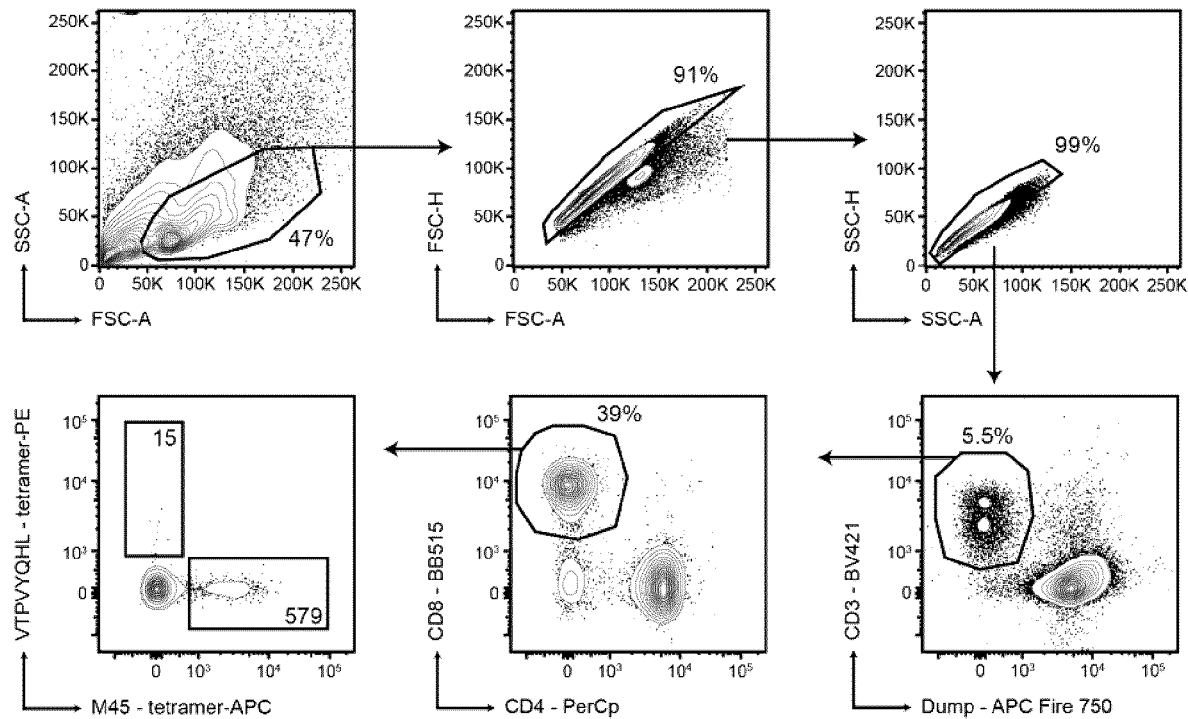 250K
200K
150K
100K
50K
0
SSC-A
47%
0 50K 100K 150K 200K 250K
FSC-A
250K
200K
150K
100K
50K
0
FSC-H
91%
0 50K 100K 150K 200K 250K
FSC-A
250K
200K
150K
100K
50K
0
SSC-H
99%
0 50K 100K 150K 200K 250K
SSC-A
10⁵
10⁴
10³
0
VTPVYQHL - tetramer-PE
15
579
0 10³ 10⁴ 10⁵
M45 - tetramer-APC
10⁵
10⁴
10³
0
CD8 - BB515
39%
0 10³ 10⁴ 10⁵
CD4 - PerCp
10⁵
10⁴
10³
0
CD3 - BV421
5.5%
0 10³ 10⁴ 10⁵
Dump - APC Fire 750